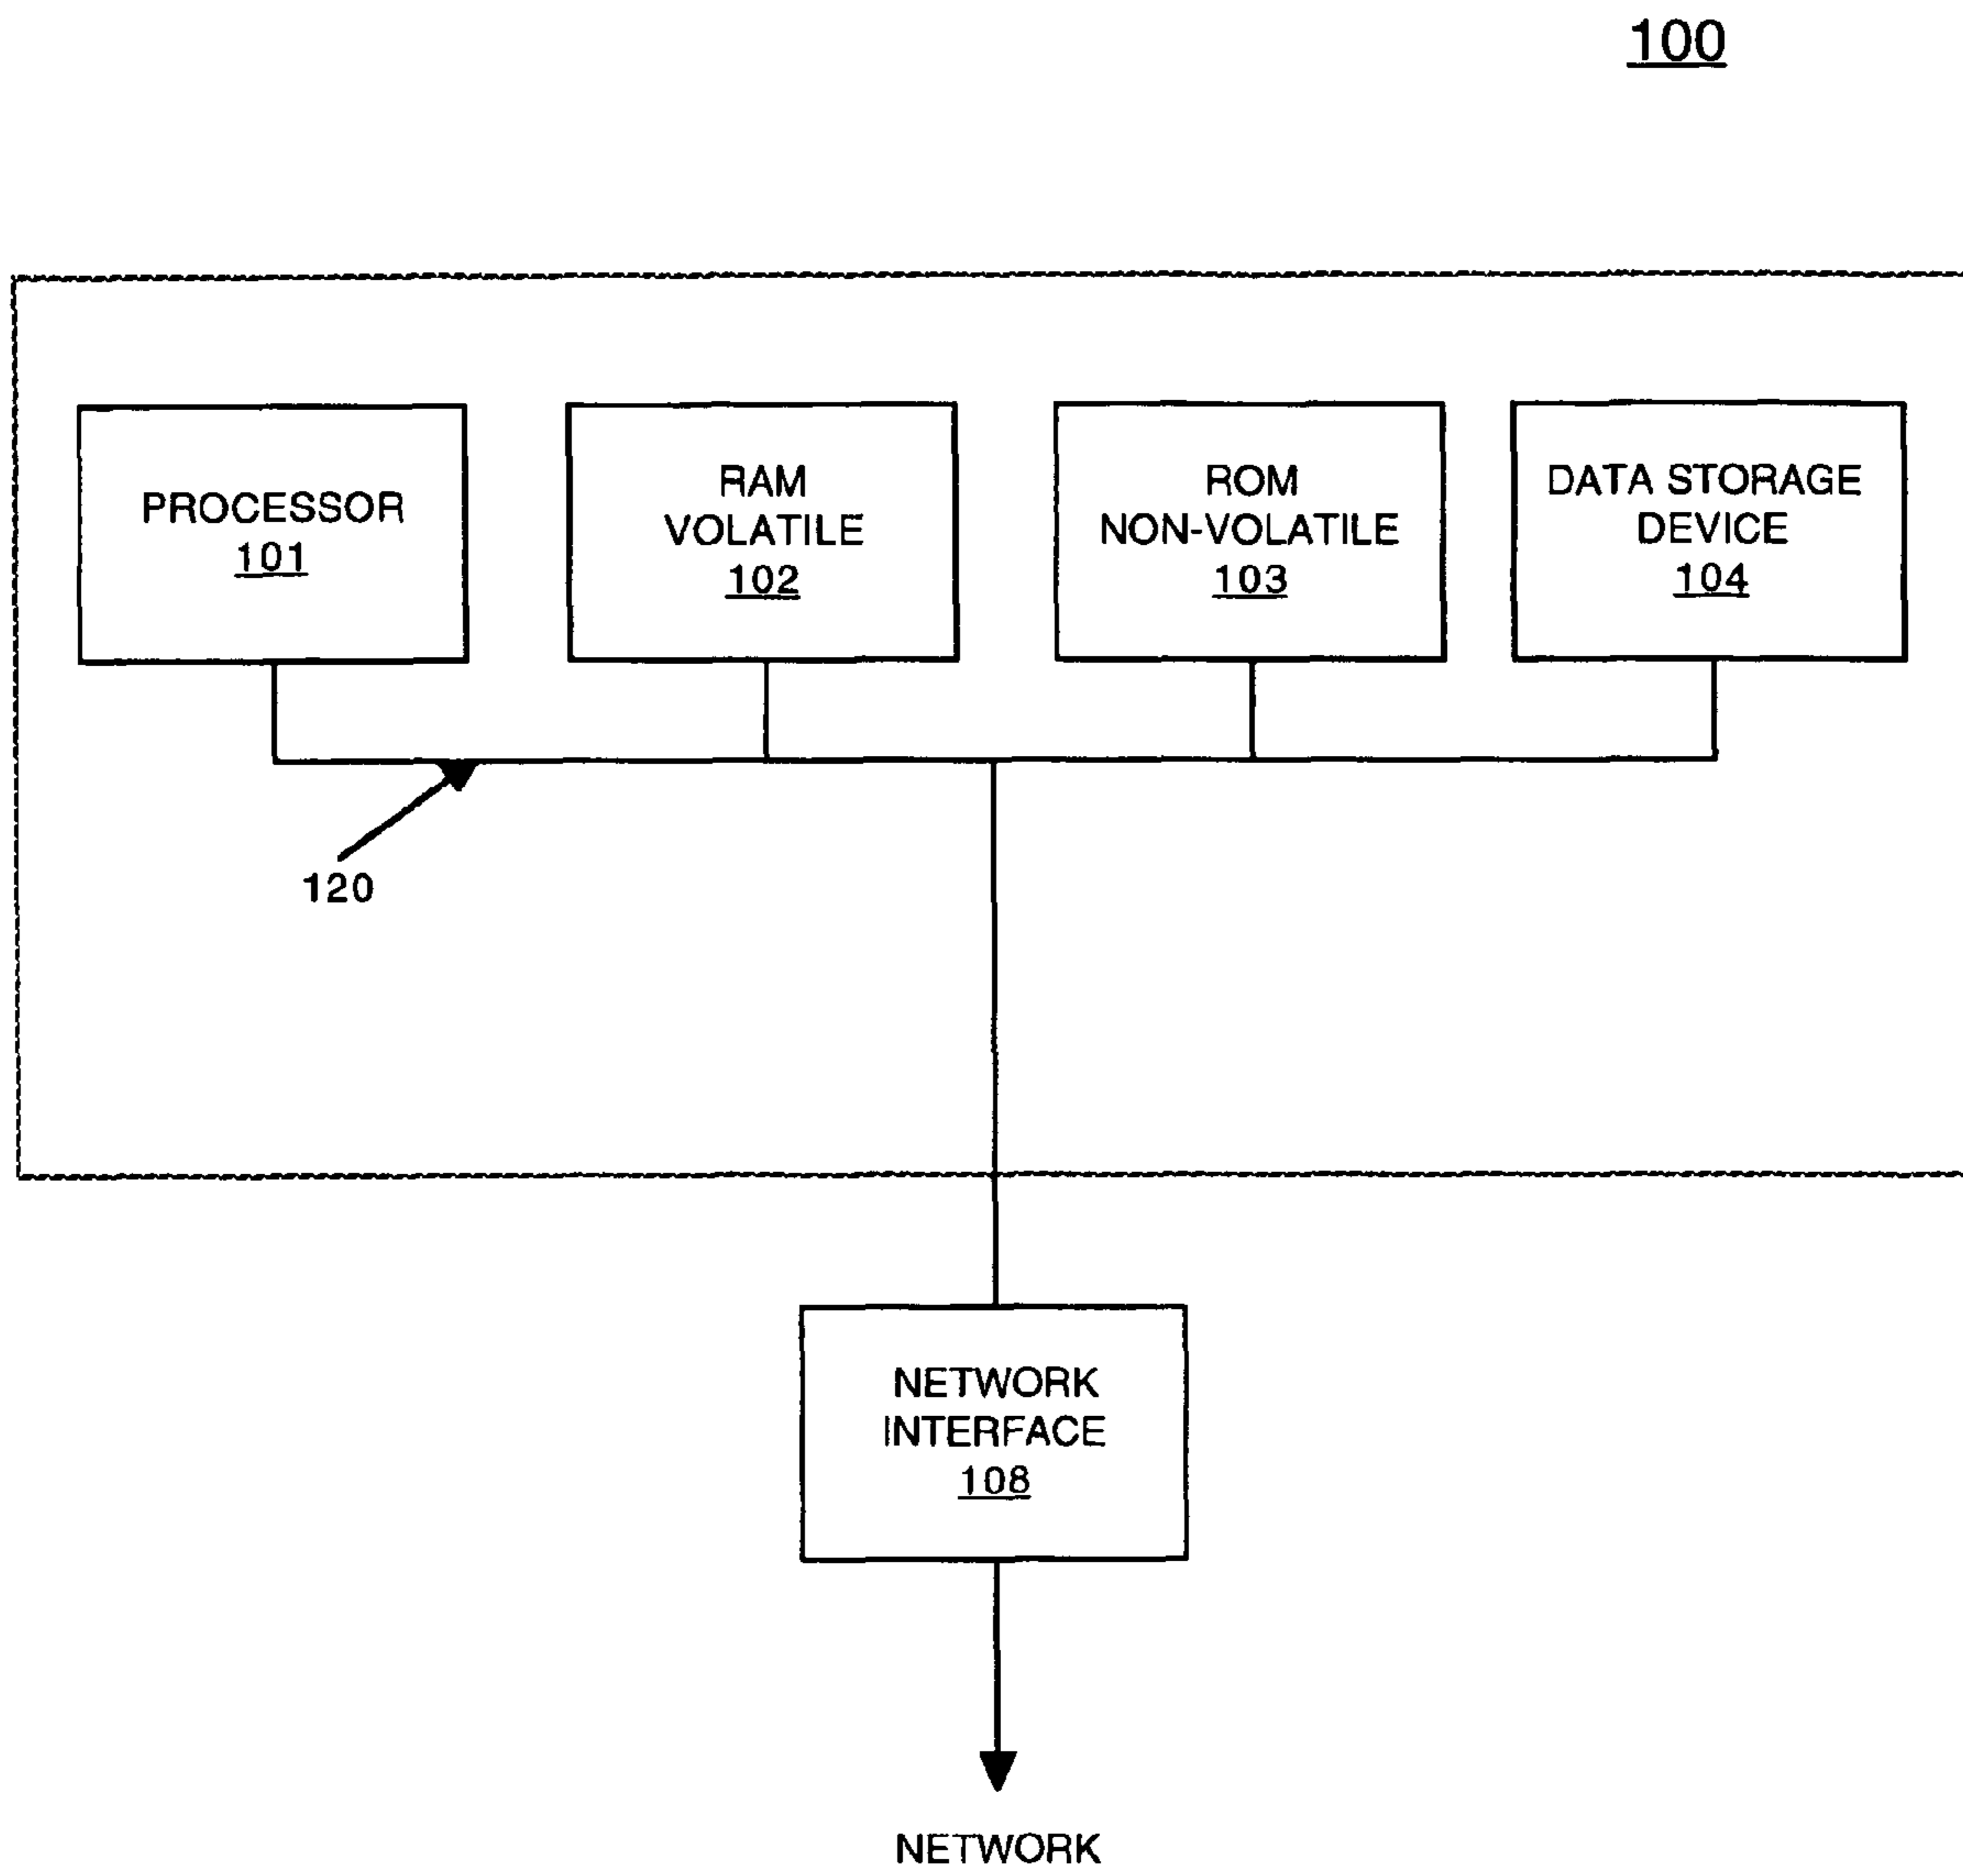 100
PROCESSOR
101
RAM
VOLATILE
102
ROM
NON-VOLATILE
103
DATA STORAGE
DEVICE
104
120
NETWORK
INTERFACE
108
NETWORK